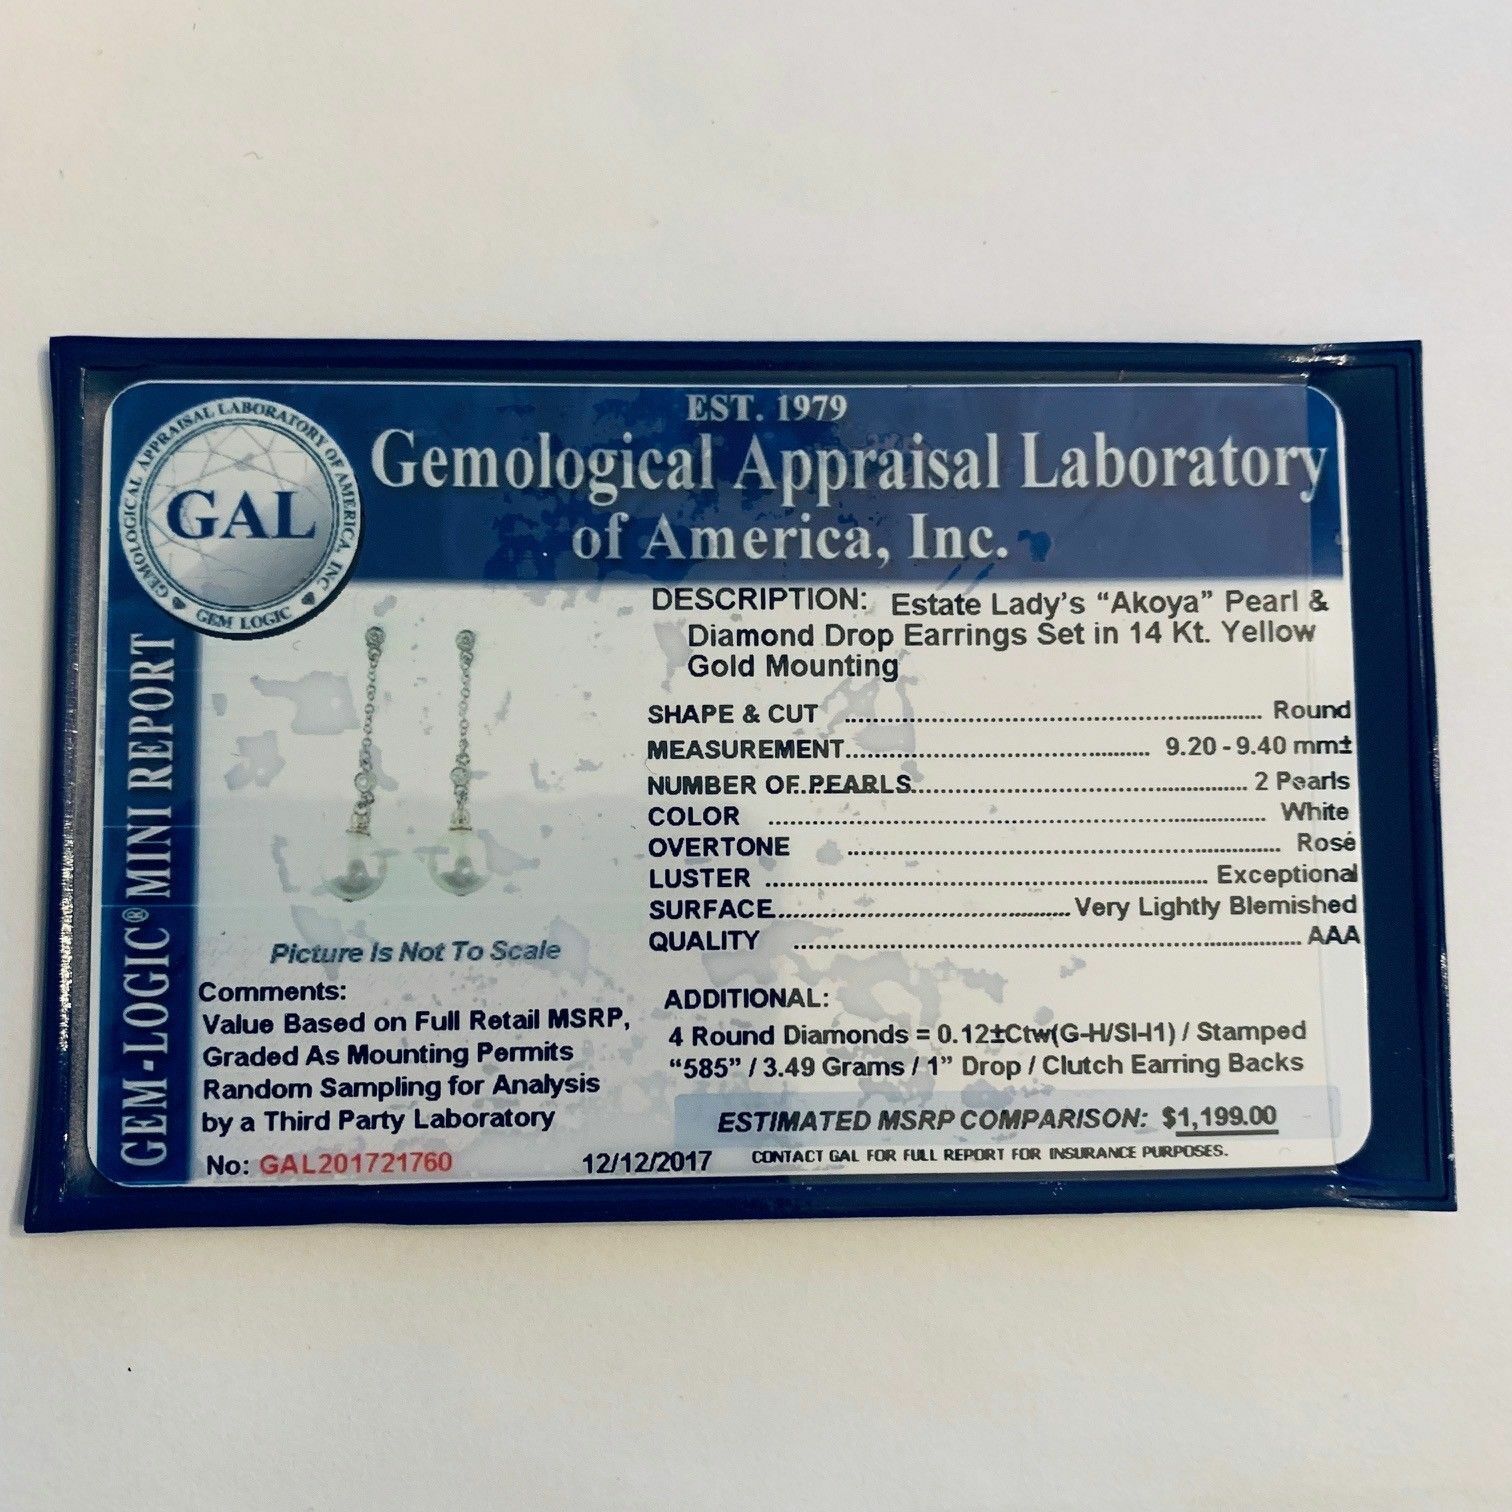 EST. 1979
Gemological Appraisal Laboratory
of America, Inc.
GEMOLOGICAL APPRAISAL LABORATORY OF AMERICA, INC
GAL
GEM LOGIC
GEM-LOGIC® MINI REPORT
DESCRIPTION: Estate Lady's "Akoya" Pearl &
Diamond Drop Earrings Set in 14 Kt. Yellow
Gold Mounting
SHAPE & CUT ........ Round
MEASUREMENT........ 9.20 - 9.40 mm±
NUMBER OF PEARLS........ 2 Pearls
COLOR ........ White
OVERTONE ........ Rosé
LUSTER ........ Exceptional
SURFACE........ Very Lightly Blemished
QUALITY ........ AAA
Picture Is Not To Scale
Comments:
Value Based on Full Retail MSRP,
Graded As Mounting Permits
Random Sampling for Analysis
by a Third Party Laboratory
No: GAL201721760 12/12/2017
ADDITIONAL:
4 Round Diamonds = 0.12±Ctw(G-H/SI-I1) / Stamped
"585" / 3.49 Grams / 1" Drop / Clutch Earring Backs
ESTIMATED MSRP COMPARISON: $1,199.00
CONTACT GAL FOR FULL REPORT FOR INSURANCE PURPOSES.